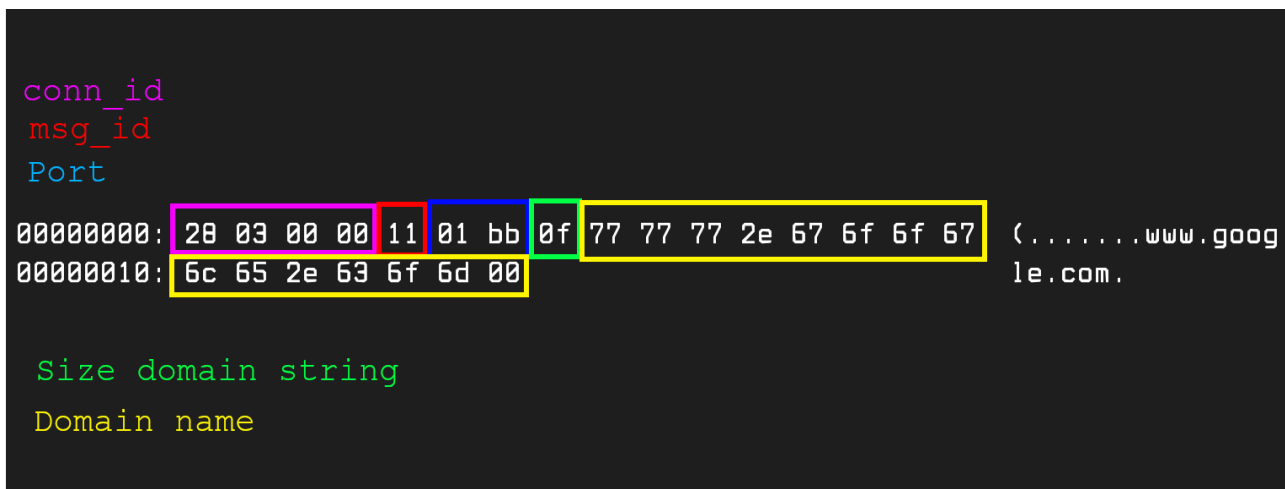 conn_id
msg_id
Port
00000000: 28 03 00 00 11 01 bb 0f 77 77 77 2e 67 6f 6f 67 (.......www.goog
00000010: 6c 65 2e 63 6f 6d 00 le.com.
Size domain string
Domain name